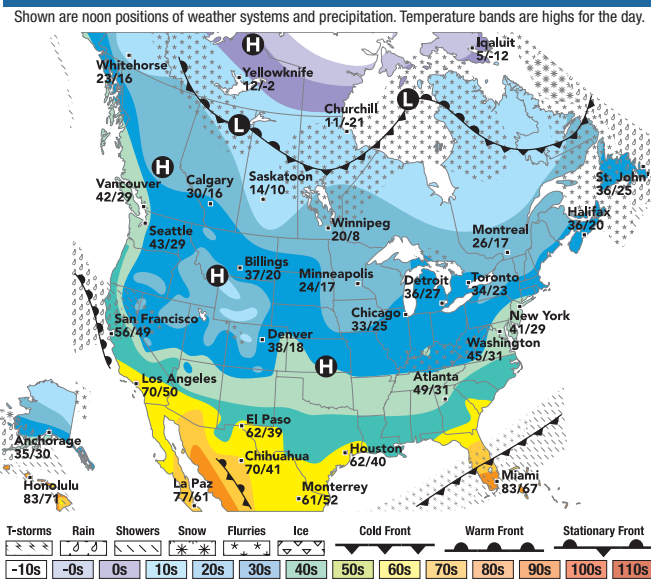 Shown are noon positions of weather systems and precipitation. Temperature bands are highs for the day.
H
Iqaluit
5/-12
Whitehorse
23/16
Yellowknife
12/-2
L
Churchill
11/-21
L
H
Vancouver
42/29
Calgary
30/16
Saskatoon
14/10
St. John'
36/25
Halifax
36/20
Seattle
43/29
Winnipeg
20/8
Montreal
26/17
Billings
37/20
H
Minneapolis
24/17
Detroit
36/27
Toronto
34/23
Chicago
33/25
New York
41/29
San Francisco
56/49
Denver
38/18
Washington
45/31
H
Los Angeles
70/50
Atlanta
49/31
El Paso
62/39
Anchorage
35/30
Chihuahua
70/41
Houston
62/40
Honolulu
83/71
La Paz
77/61
Monterrey
61/52
Miami
83/67
T-storms Rain Showers Snow Flurries Ice Cold Front Warm Front Stationary Front
-10s -0s 0s 10s 20s 30s 40s 50s 60s 70s 80s 90s 100s 110s